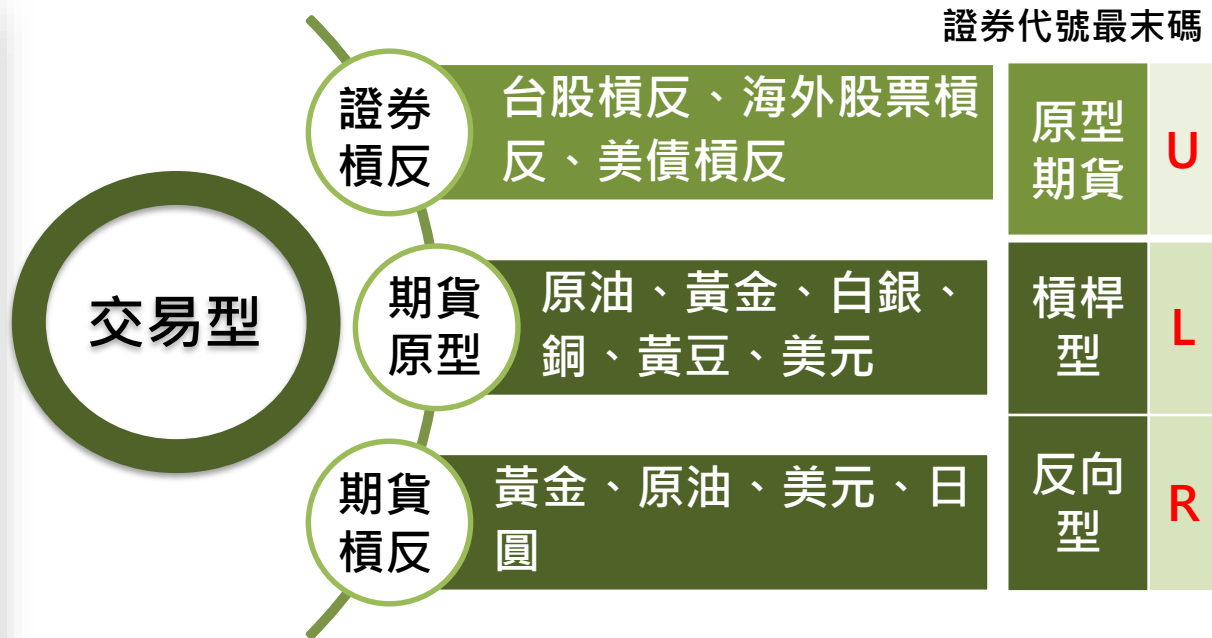 證券代號最末碼
交易型
證券
槓反
台股槓反、海外股票槓
反、美債槓反
期貨
原型
原油、黃金、白銀、
銅、黃豆、美元
期貨
槓反
黃金、原油、美元、日
圓
原型
期貨
U
槓桿
型
L
反向
型
R